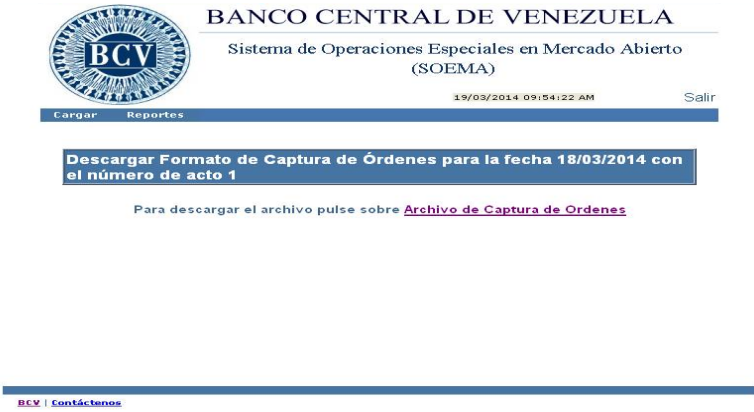 BCV
BANCO CENTRAL DE VENEZUELA
Sistema de Operaciones Especiales en Mercado Abierto
(SOEMA)
19/03/2014 09:54:22 AM
Salir
Cargar Reportes
Descargar Formato de Captura de Órdenes para la fecha 18/03/2014 con
el número de acto 1
Para descargar el archivo pulse sobre Archivo de Captura de Ordenes
BCV | Contáctenos